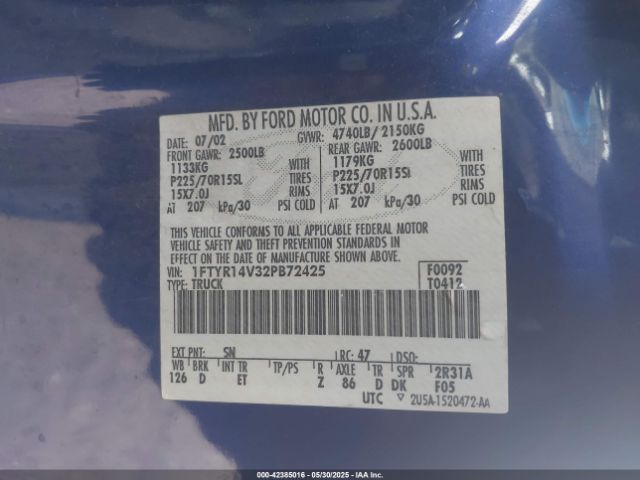 MFD. BY FORD MOTOR CO. IN U.S.A.
DATE: 07/02 GVWR: 4740LB/ 2150KG
FRONT GAWR: 2500LB REAR GAWR: 2600LB
1133KG WITH 1179KG WITH
P225/70R15SL TIRES P225/70R15SL TIRES
15X7.0J RIMS 15X7.0J RIMS
AT 207 kPa/30 PSI COLD AT 207 kPa/30 PSI COLD
THIS VEHICLE CONFORMS TO ALL APPLICABLE FEDERAL MOTOR
VEHICLE SAFETY AND THEFT PREVENTION STANDARDS IN
EFFECT ON THE DATE OF MANUFACTURE SHOWN ABOVE.
VIN: 1FTYR14V32PB72425 F0092
TYPE: TRUCK T0412
EXT PNT: SN RC: 47 DSO:
WB BRK INT TR TP/PS R AXLE TR SPR 2R31A
126 D ET Z 86 D DK F05
UTC 2U5A-1520472-AA
000-42385016 - 05/30/2025 - IAA Inc.